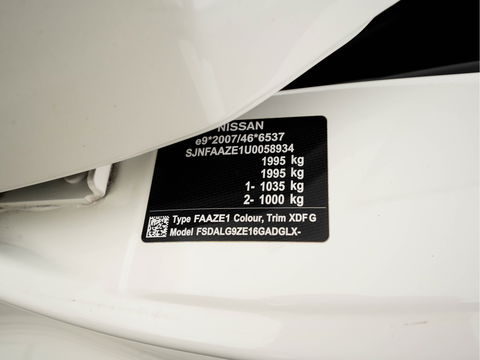 NISSAN
e9*2007/46*6537
SJNFAAZE1U0058934
1995 kg
1995 kg
1- 1035 kg
2- 1000 kg
Type FAAZE1 Colour, Trim XDF G
Model FSDALG9ZE16GADGLX-